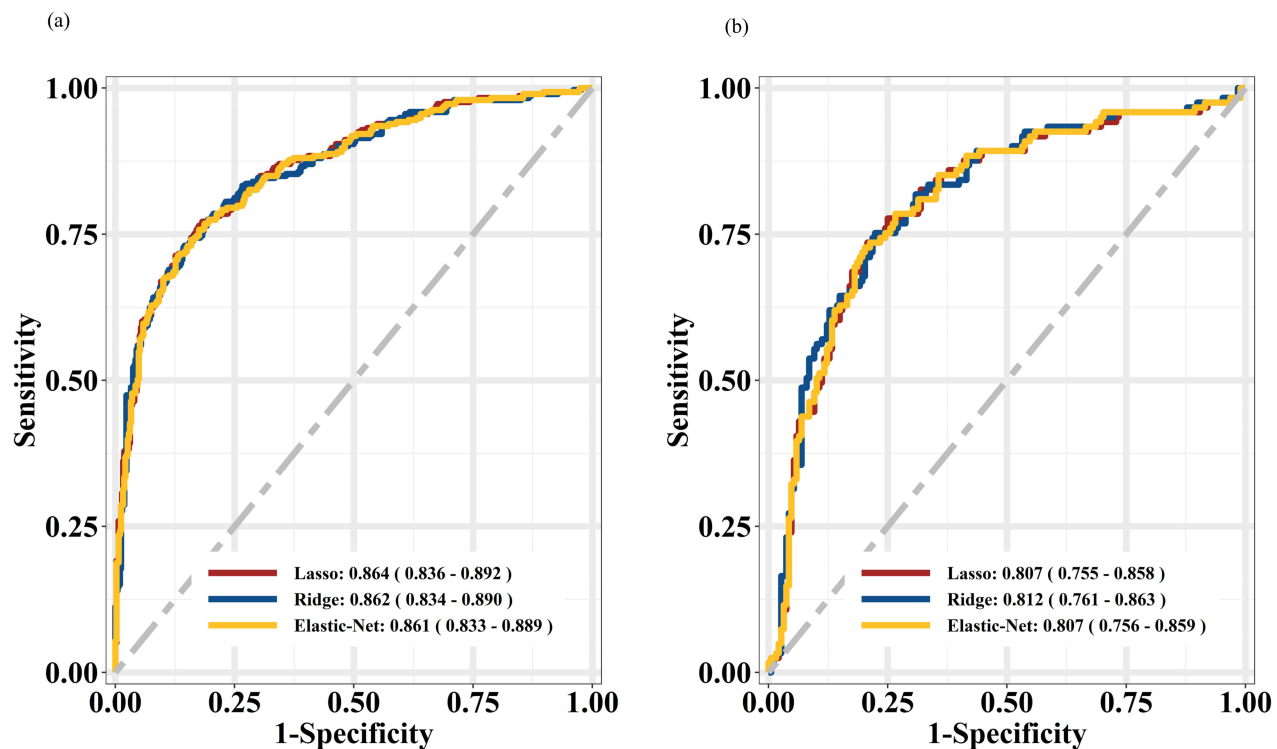 (a)
1.00
0.75
0.50
0.25
0.00
Sensitivity
Lasso: 0.864 ( 0.836 - 0.892 )
Ridge: 0.862 ( 0.834 - 0.890 )
Elastic-Net: 0.861 ( 0.833 - 0.889 )
0.00 0.25 0.50 0.75 1.00
1-Specificity
(b)
1.00
0.75
0.50
0.25
0.00
Sensitivity
Lasso: 0.807 ( 0.755 - 0.858 )
Ridge: 0.812 ( 0.761 - 0.863 )
Elastic-Net: 0.807 ( 0.756 - 0.859 )
0.00 0.25 0.50 0.75 1.00
1-Specificity